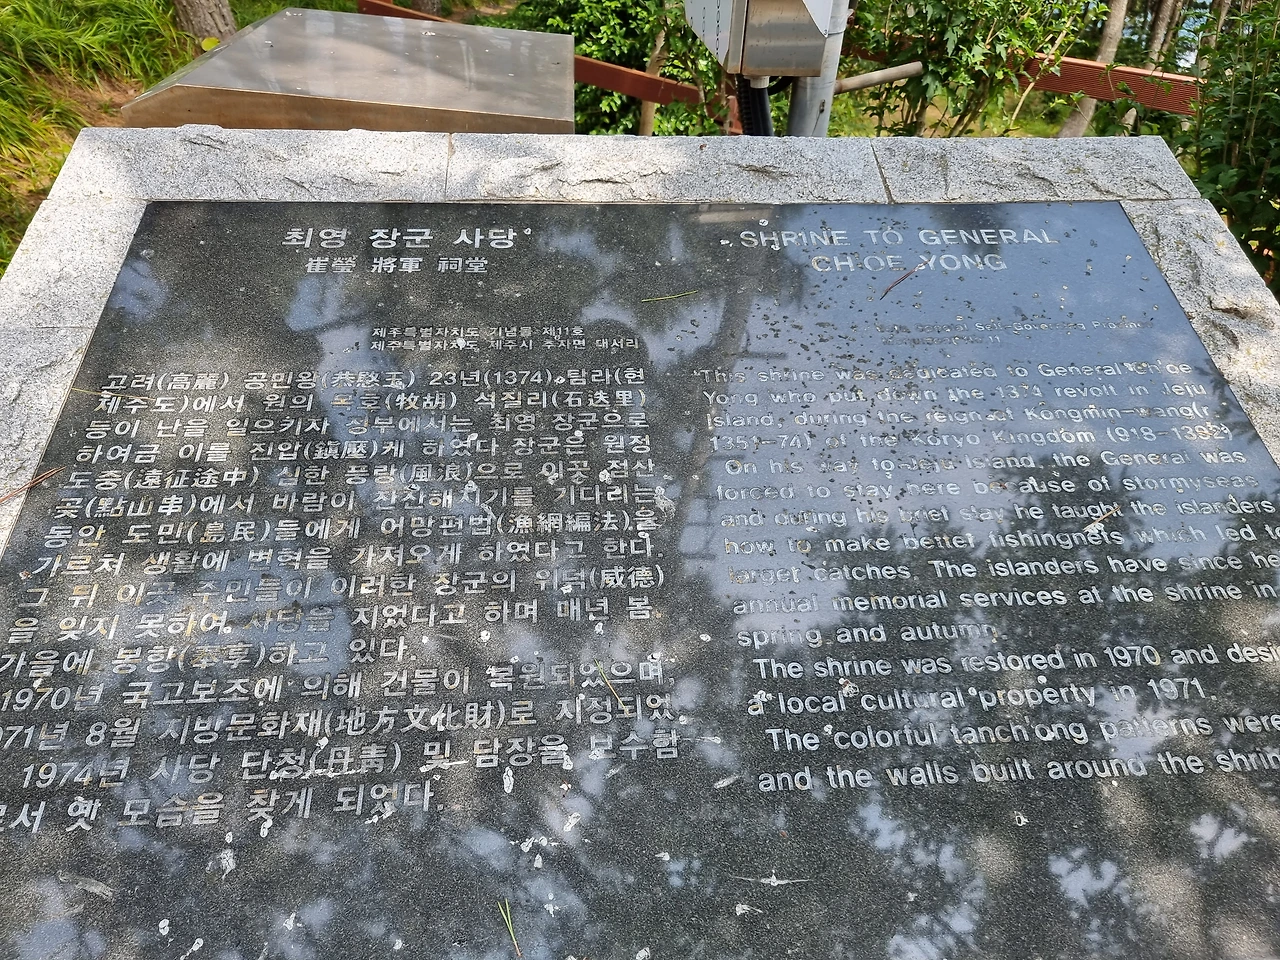 최영 장군 사당
崔瑩 將軍 祠堂
제주특별자치도 기념물 제11호
제주특별자치도 제주시 추자면 대서리
고려(高麗) 공민왕(恭愍王) 23년(1374) 탐라(현
제주도)에서 원의 목호(牧胡) 석질리(石迭里)
등이 난을 일으키자 정부에서는 최영 장군으로
하여금 이를 진압(鎭壓)케 하였다 장군은 원정
도중(遠征途中) 심한 풍랑(風浪)으로 이곳 점산
곶(點山串)에서 바람이 잔잔해지기를 기다리는
동안 도민(島民)들에게 어망편법(漁網編法)을
가르쳐 생활에 변혁을 가져오게 하였다고 한다.
그 뒤 이곳 주민들이 이러한 장군의 위덕(威德)
을 잊지 못하여 사당을 지었다고 하며 매년 봄,
가을에 봉향(奉享)하고 있다.
1970년 국고보조에 의해 건물이 복원되었으며,
71년 8월 지방문화재(地方文化財)로 지정되었
1974년 사당 단청(丹靑) 및 담장을 보수함
서 옛 모습을 찾게 되었다.
SHRINE TO GENERAL
CH'OE YONG
Self-Governing Province
11
This shrine was dedicated to General Ch'oe
Yong who put down the 1374 revolt in Jeju
Island, during the reign of Kongmin-wang(r.
1351-74) of the Koryo Kingdom (918-1392)
On his way to Jeju Island, the General was
forced to stay here because of stormyseas
and during his brief stay he taught the islanders
how to make better fishingnets which led to
larger catches. The islanders have since he
annual memorial services at the shrine in
spring and autumn.
The shrine was restored in 1970 and desi
a local cultural property in 1971.
The colorful tanch'ong patterns were
and the walls built around the shrin